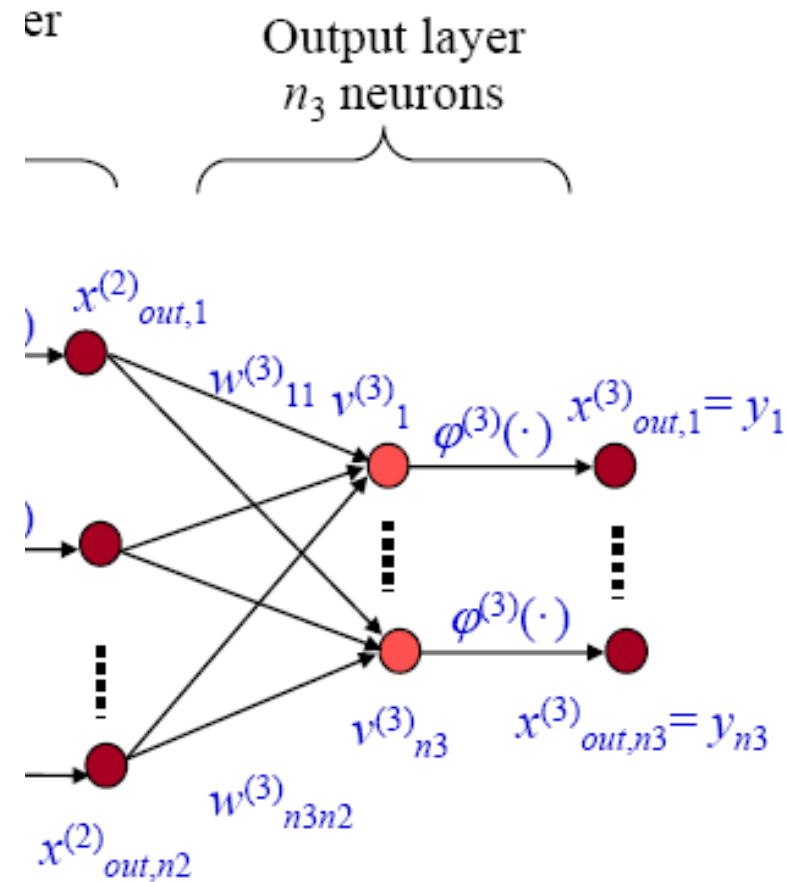 er
Output layer
n₃ neurons
x⁽²⁾out,1
)
w⁽³⁾11 v⁽³⁾1 φ⁽³⁾(·) x⁽³⁾out,1= y₁
)
φ⁽³⁾(·)
v⁽³⁾n3 x⁽³⁾out,n3= yn3
w⁽³⁾n3n2
x⁽²⁾out,n2